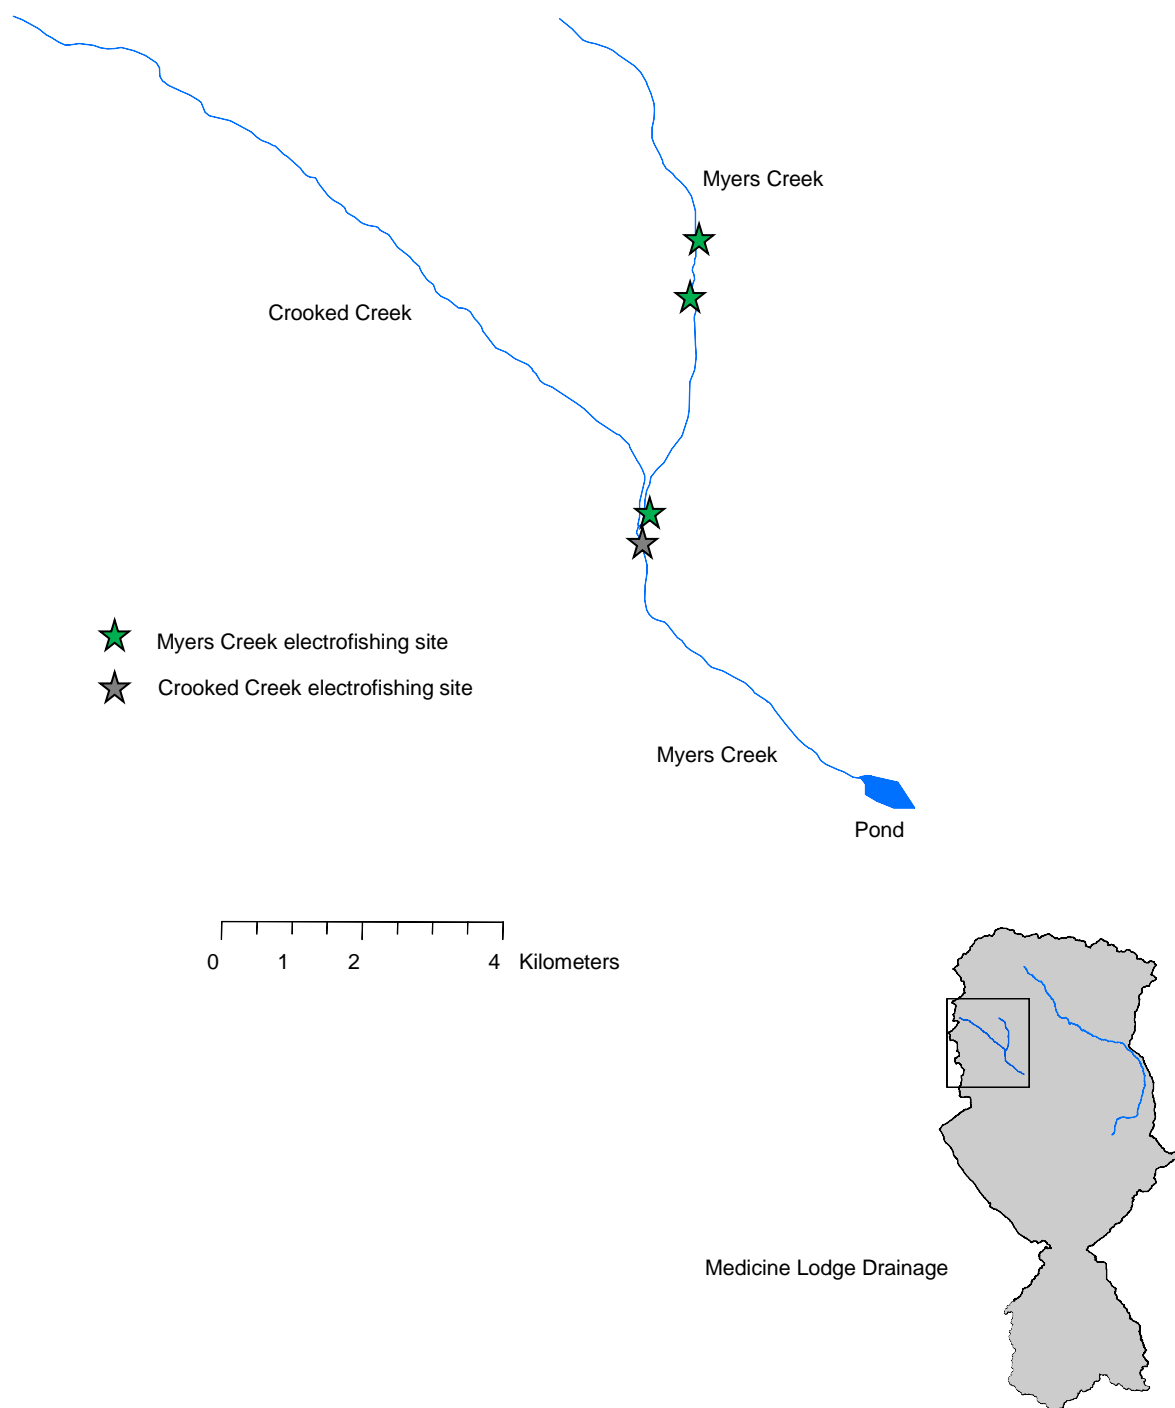 Myers Creek
Crooked Creek
Myers Creek electrofishing site
Crooked Creek electrofishing site
Myers Creek
Pond
0 1 2 4 Kilometers
Medicine Lodge Drainage